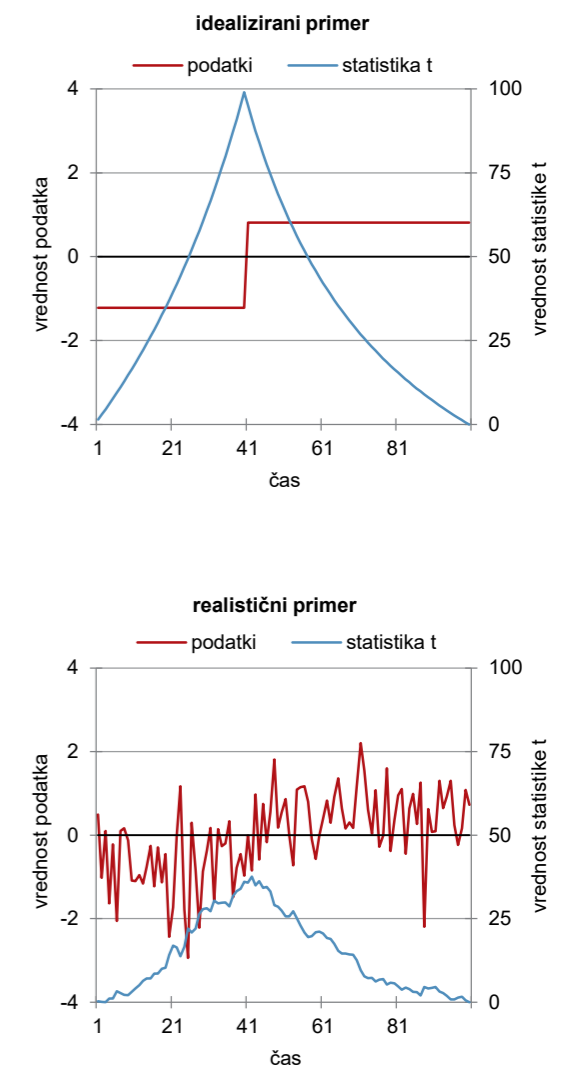 idealizirani primer
podatki statistika t
4 100
2 75
0 50
-2 25
-4 0
vrednost podatka
vrednost statistike t
1 21 41 61 81
čas
realistični primer
podatki statistika t
4 100
2 75
0 50
-2 25
-4 0
vrednost podatka
vrednost statistike t
1 21 41 61 81
čas